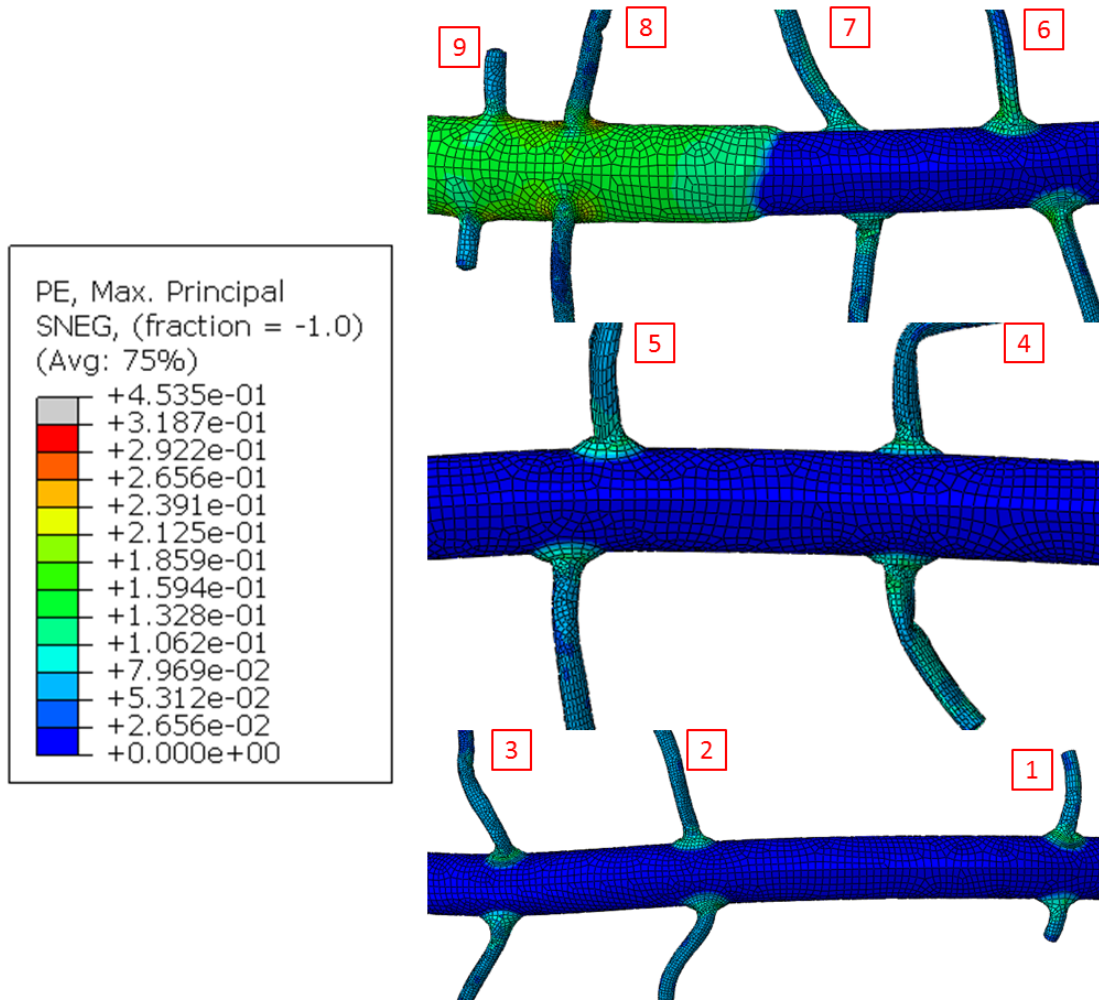 9
8
7
6
PE, Max. Principal
SNEG, (fraction = -1.0)
(Avg: 75%)
+4.535e-01
+3.187e-01
+2.922e-01
+2.656e-01
+2.391e-01
+2.125e-01
+1.859e-01
+1.594e-01
+1.328e-01
+1.062e-01
+7.969e-02
+5.312e-02
+2.656e-02
+0.000e+00
5
4
3
2
1